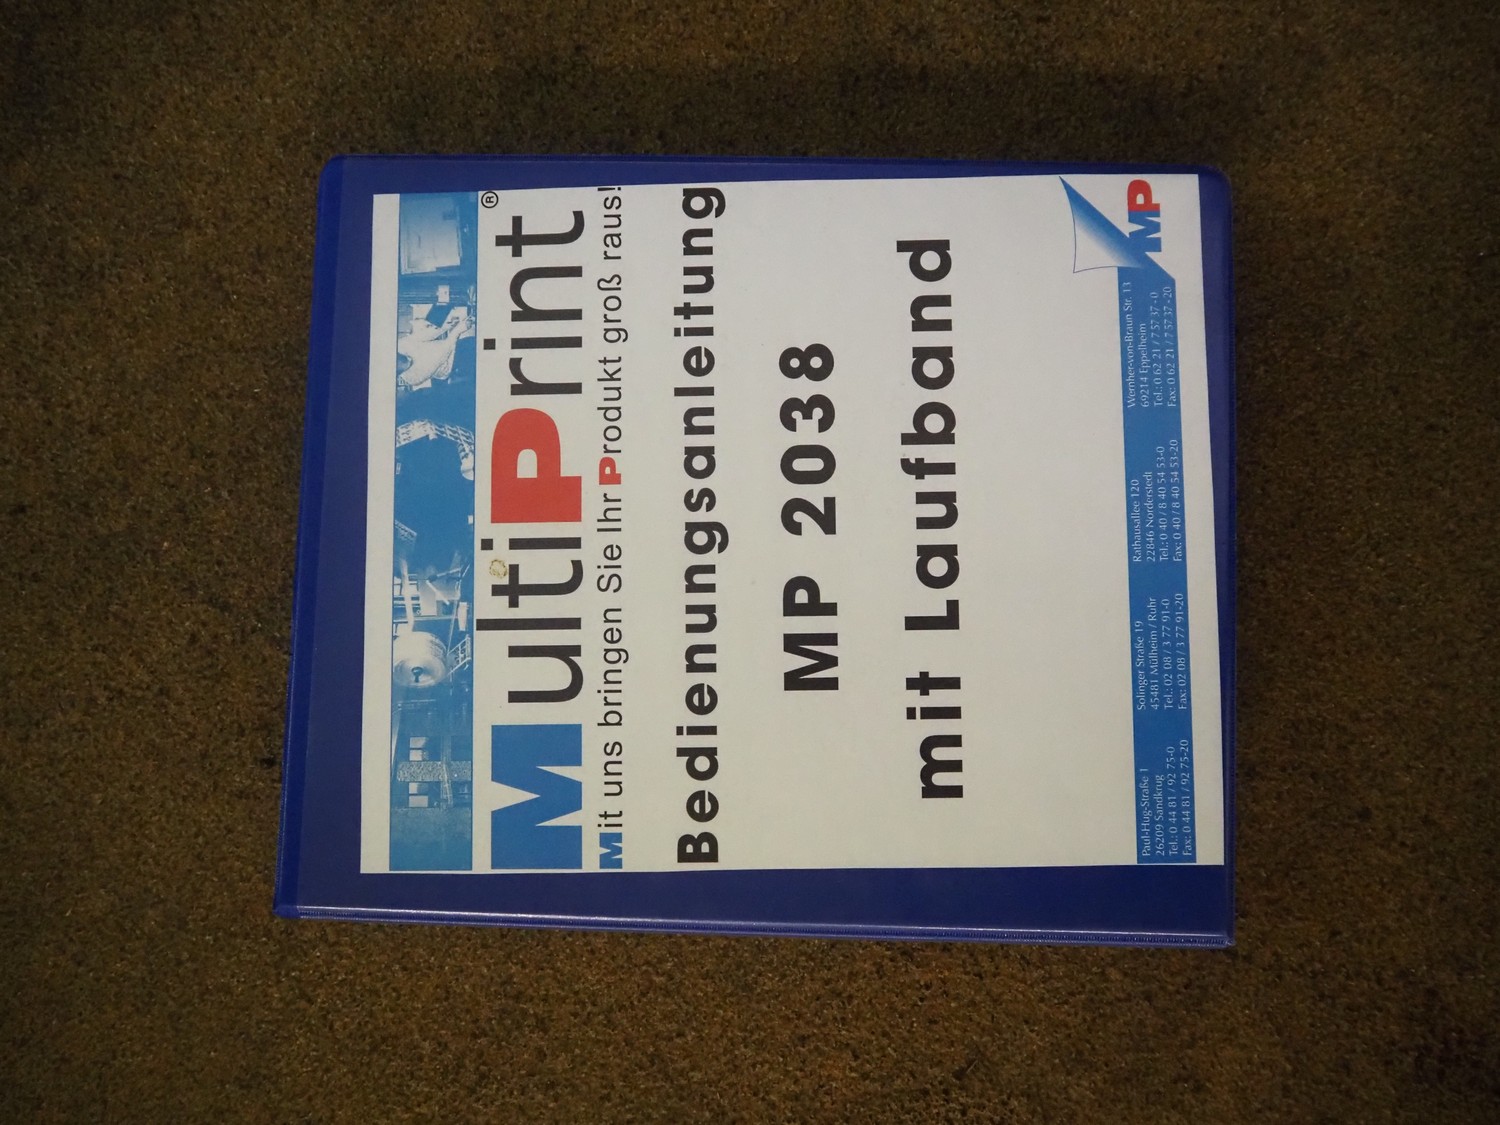 MultiPrint®
Mit uns bringen Sie Ihr Produkt groß raus!
Bedienungsanleitung
MP 2038
mit Laufband
MP
Paul-Hug-Straße 1
26209 Sandkrug
Tel.: 0 44 81 / 92 75-0
Fax: 0 44 81 / 92 75-20
Solinger Straße 19
45481 Mülheim / Ruhr
Tel.: 02 08 / 3 77 91-0
Fax: 02 08 / 3 77 91-20
Rathausallee 120
22846 Norderstedt
Tel.: 0 40 / 8 40 54 53-0
Fax: 0 40 / 8 40 54 53-20
Wernher-von-Braun Str. 13
69214 Eppelheim
Tel.: 0 62 21 / 7 57 37-0
Fax: 0 62 21 / 7 57 37-20